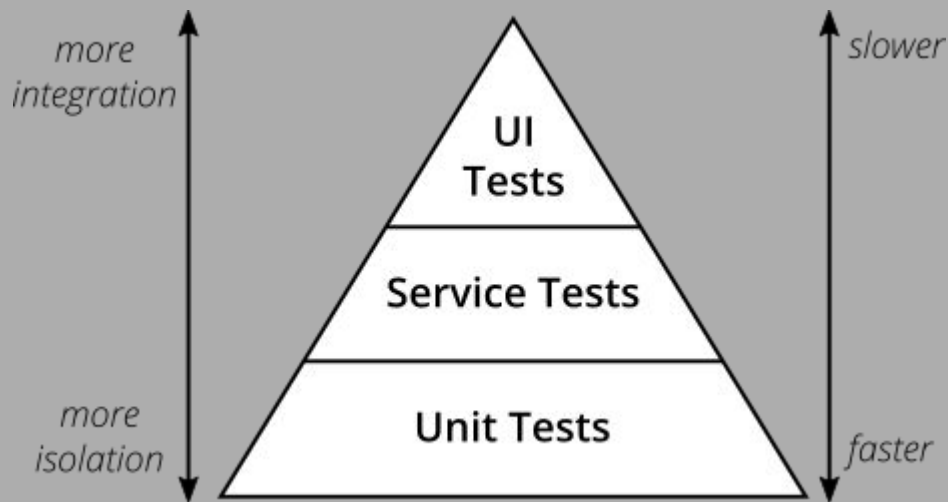 more
integration
slower
UI
Tests
Service Tests
more
isolation
Unit Tests
faster